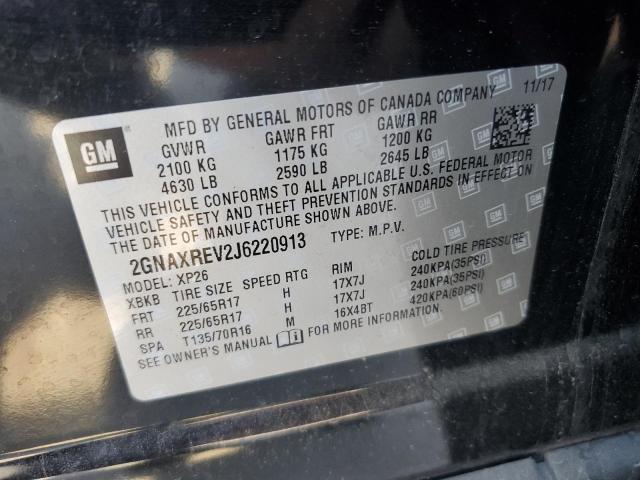 GM
MFD BY GENERAL MOTORS OF CANADA COMPANY 11/17
GVWR GAWR FRT GAWR RR
2100 KG 1175 KG 1200 KG
4630 LB 2590 LB 2645 LB
THIS VEHICLE CONFORMS TO ALL APPLICABLE U.S. FEDERAL MOTOR
VEHICLE SAFETY AND THEFT PREVENTION STANDARDS IN EFFECT ON
THE DATE OF MANUFACTURE SHOWN ABOVE.
2GNAXREV2J6220913 TYPE: M.P.V.
MODEL: XP26
XBKB TIRE SIZE SPEED RTG RIM COLD TIRE PRESSURE
FRT 225/65R17 H 17X7J 240KPA(35PSI)
RR 225/65R17 H 17X7J 240KPA(35PSI)
SPA T135/70R16 M 16X4BT 420KPA(60PSI)
SEE OWNER'S MANUAL FOR MORE INFORMATION